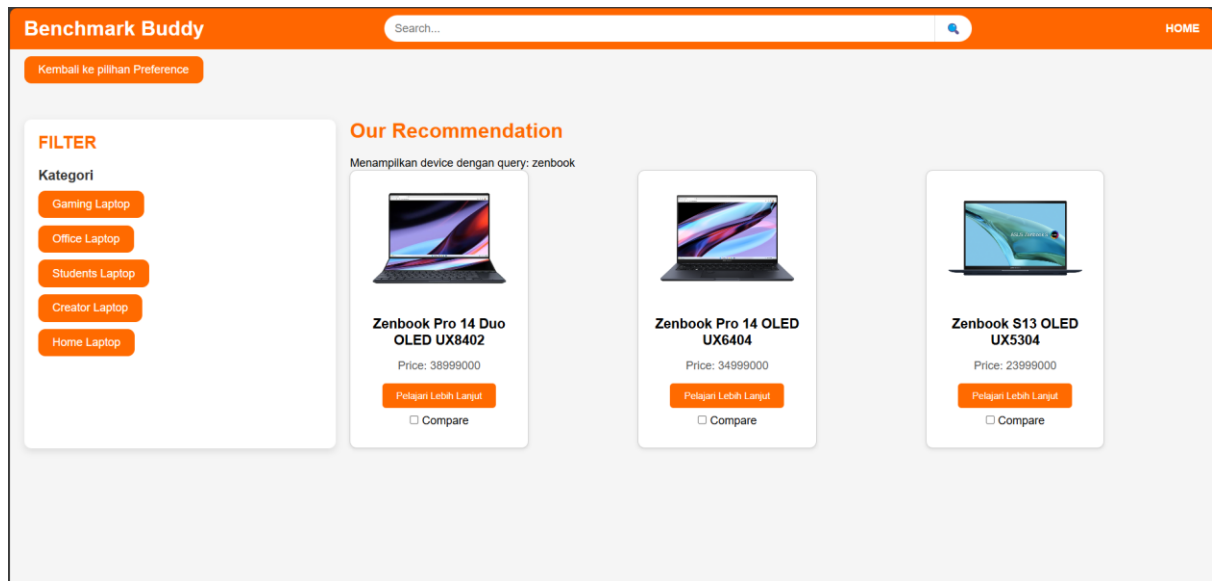 Benchmark Buddy
Search...
HOME
Kembali ke pilihan Preference
FILTER
Kategori
Gaming Laptop
Office Laptop
Students Laptop
Creator Laptop
Home Laptop
Our Recommendation
Menampilkan device dengan query: zenbook
Zenbook Pro 14 Duo
OLED UX8402
Price: 38999000
Pelajari Lebih Lanjut
Compare
Zenbook Pro 14 OLED
UX6404
Price: 34999000
Pelajari Lebih Lanjut
Compare
Zenbook S13 OLED
UX5304
Price: 23999000
Pelajari Lebih Lanjut
Compare